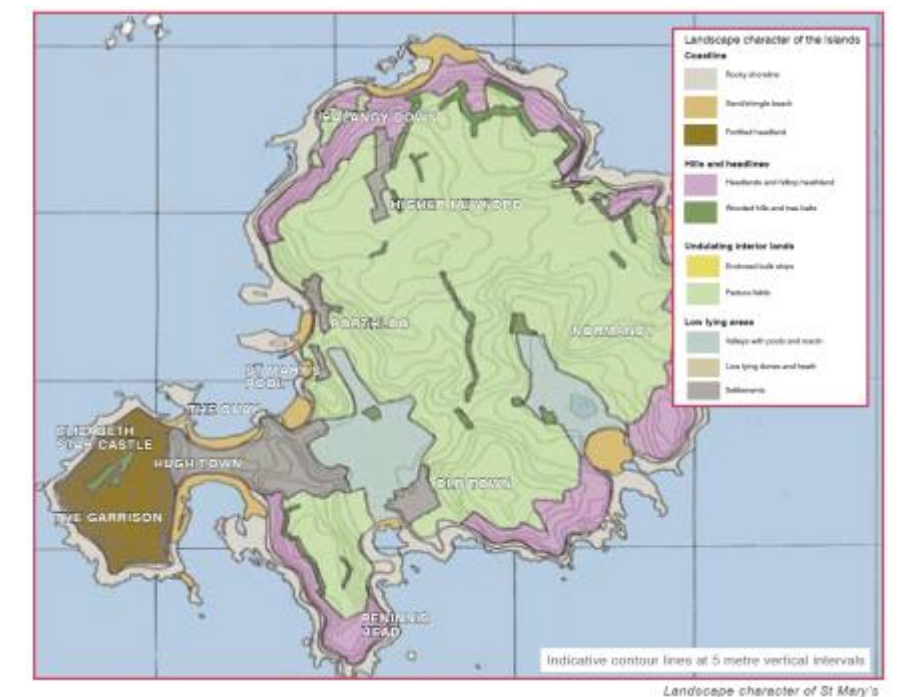 Landscape character of the Islands
Coastline
Rocky shoreline
Sand/shingle beach
Fortified headland
Hills and headlines
Headlands and hilltop heathland
Wooded hills and tree belts
Undulating interior lands
Enclosed bulb strips
Pasture fields
Low lying areas
Valleys with pools and marsh
Low lying dunes and heath
Settlements
HALANGY DOWN
HIGHER NEWFORD
PORTHLOO
NORMANDY
ST MARY'S
POOL
THE QUAY
ELIZABETH
STAR CASTLE
HUGH TOWN
OLD TOWN
THE GARRISON
PENINNIS
HEAD
Indicative contour lines at 5 metre vertical intervals
Landscape character of St Mary's